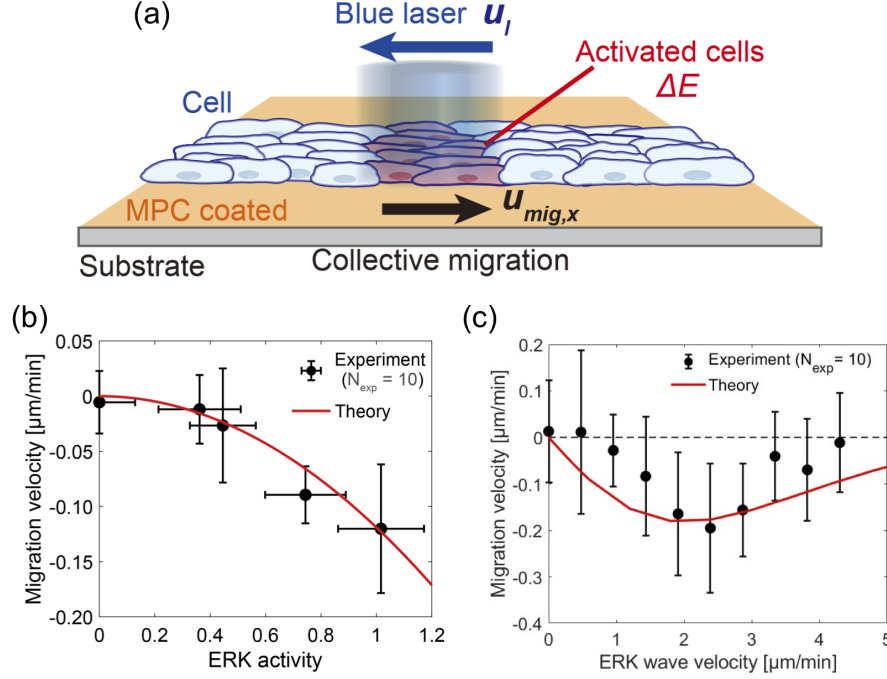 (a)
Blue laser u_l
Activated cells
ΔE
Cell
MPC coated
u_mig,x
Substrate
Collective migration
(b)
0.05
0
-0.05
-0.10
-0.15
-0.20
Migration velocity [μm/min]
Experiment
(N_exp = 10)
Theory
0
0.2
0.4
0.6
0.8
1
1.2
ERK activity
(c)
0.2
0.1
0
-0.1
-0.2
-0.3
-0.4
Migration velocity [μm/min]
Experiment (N_exp = 10)
Theory
0
1
2
3
4
5
ERK wave velocity [μm/min]